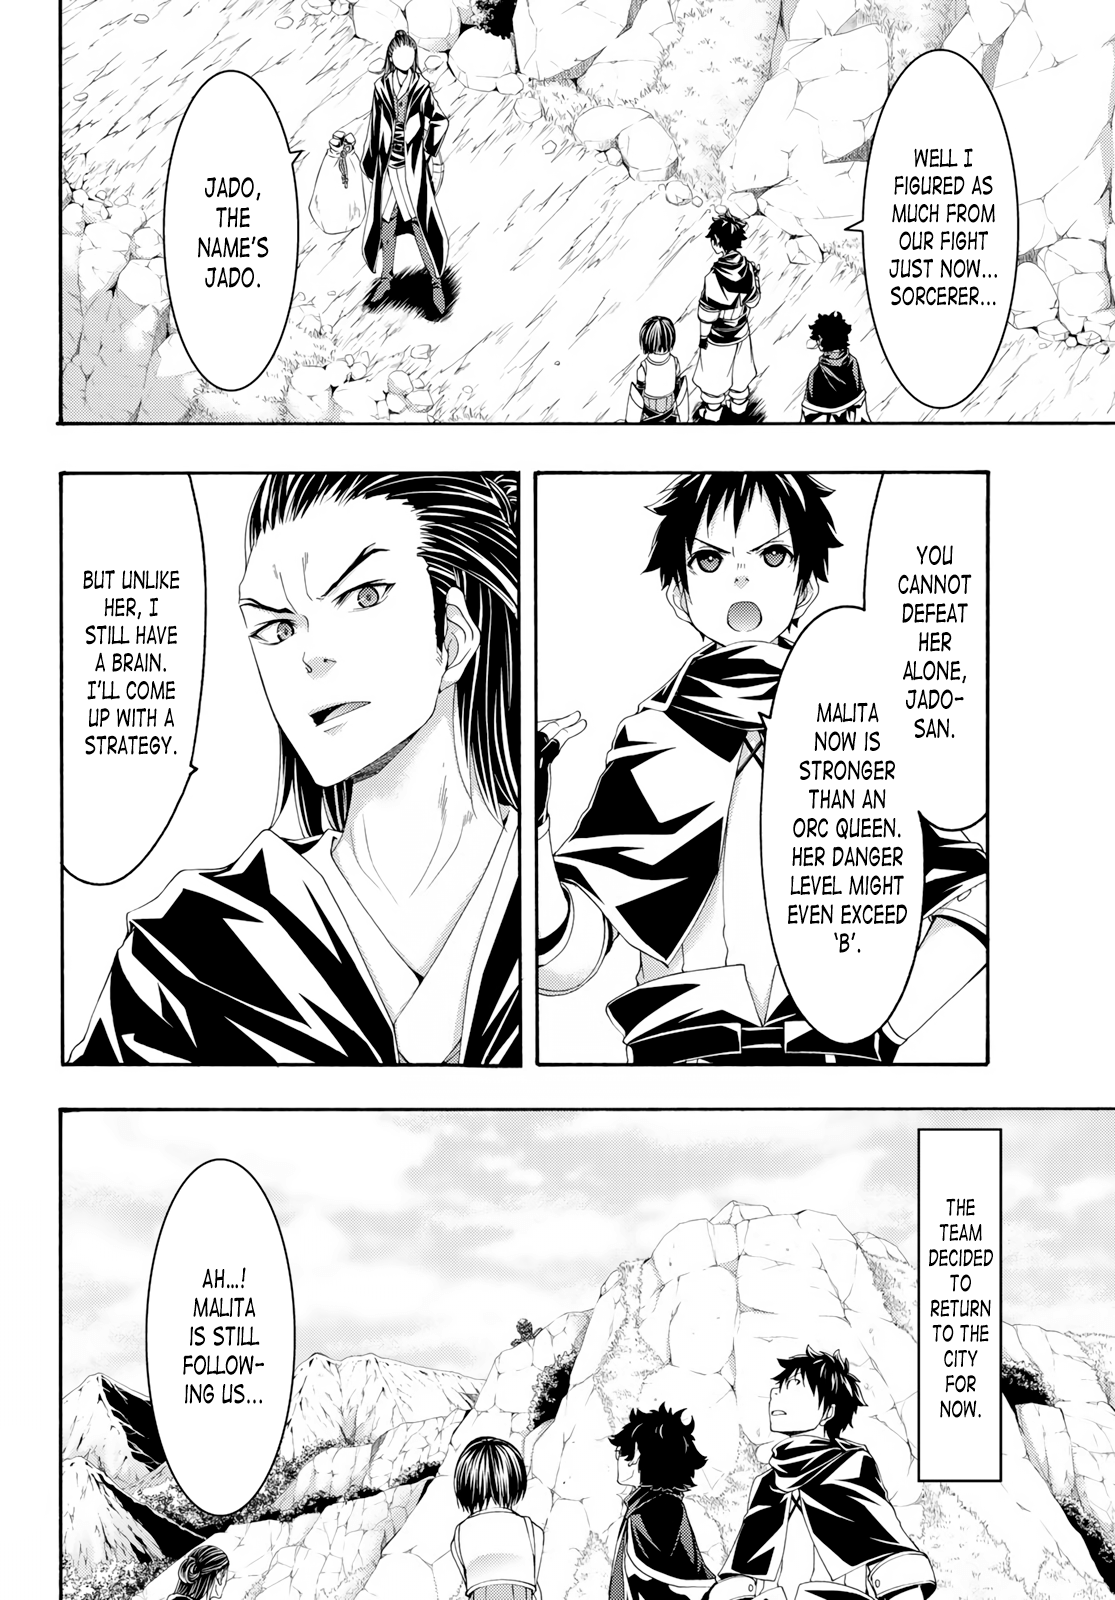 WELL I
FIGURED AS
MUCH FROM
OUR FIGHT
JUST NOW...
SORCERER...
JADO,
THE
NAME'S
JADO.
YOU
CANNOT
DEFEAT
HER
ALONE,
JADO-
SAN.
MALITA
NOW IS
STRONGER
THAN AN
ORC QUEEN.
HER DANGER
LEVEL MIGHT
EVEN EXCEED
'B'.
BUT UNLIKE
HER, I
STILL HAVE
A BRAIN.
I'LL COME
UP WITH A
STRATEGY.
THE
TEAM
DECIDED
TO
RETURN
TO THE
CITY
FOR
NOW.
AH...!
MALITA
IS STILL
FOLLOW-
ING US...